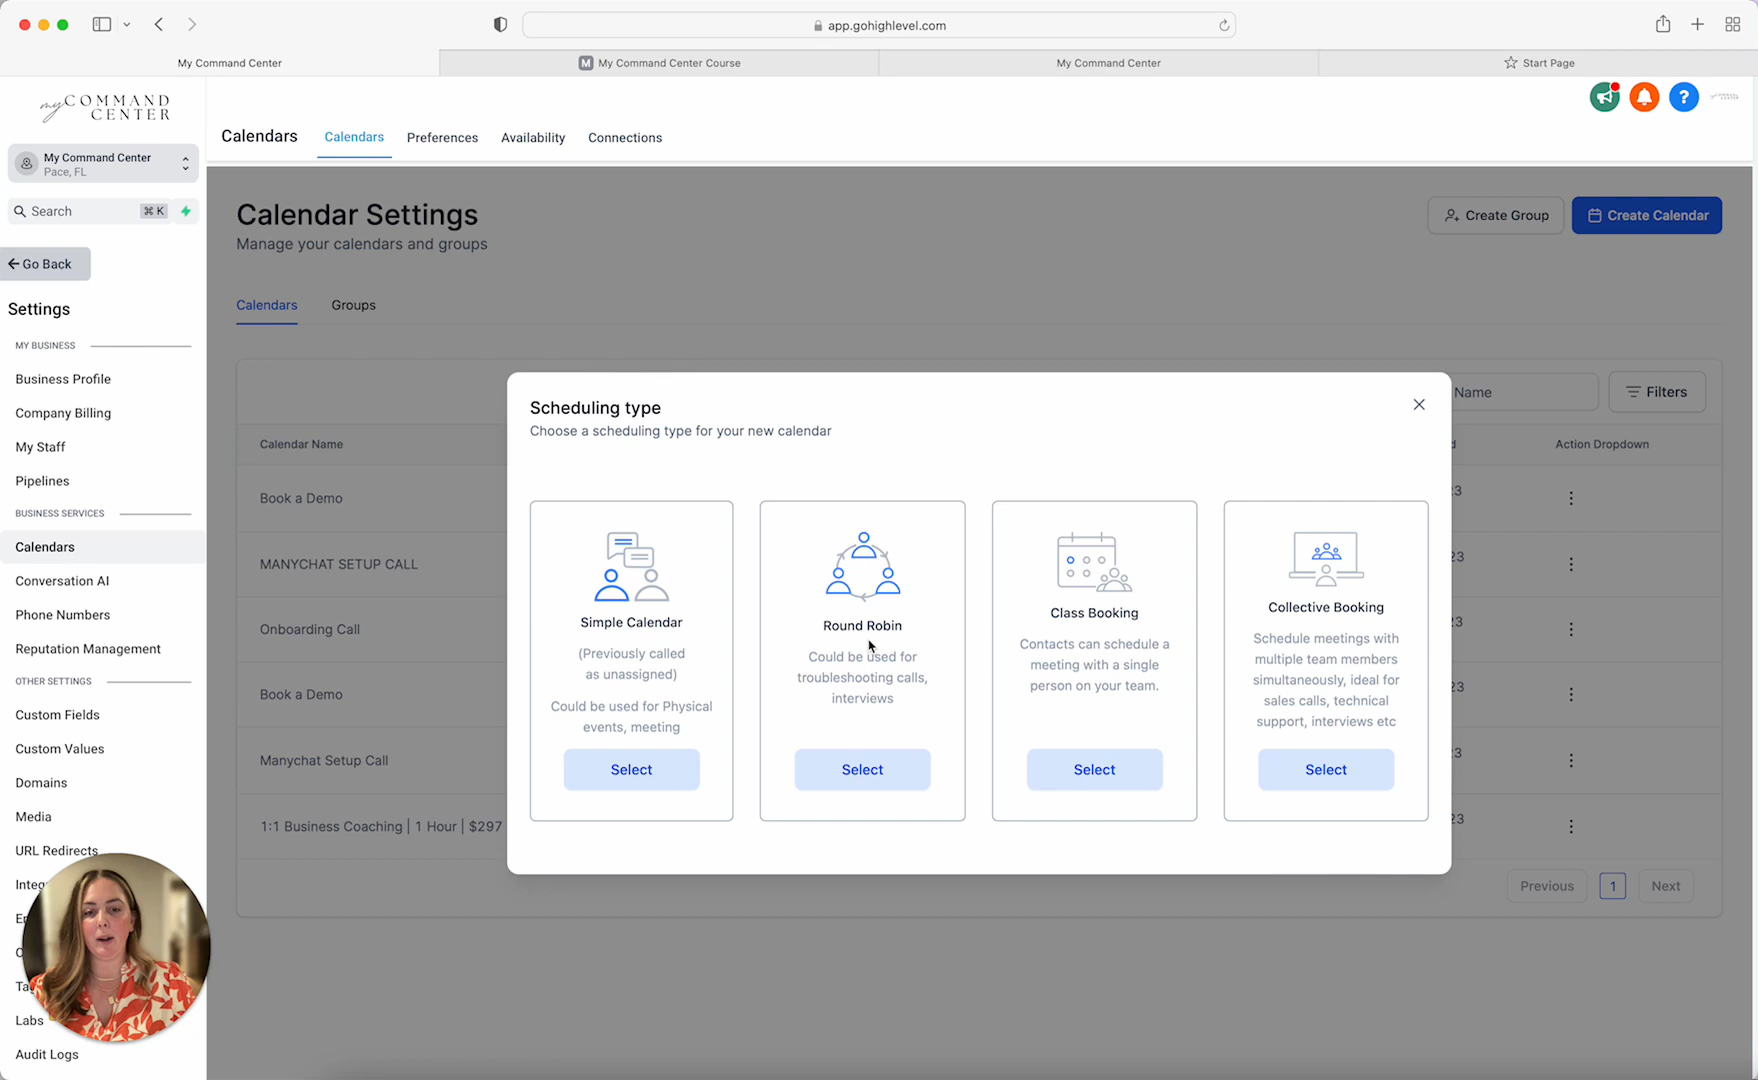 app.gohighlevel.com
My Command Center
M My Command Center Course
My Command Center
Start Page
my COMMAND
CENTER
My Command Center
Pace, FL
Search
⌘ K
Go Back
Settings
MY BUSINESS
Business Profile
Company Billing
My Staff
Pipelines
BUSINESS SERVICES
Calendars
Conversation AI
Phone Numbers
Reputation Management
OTHER SETTINGS
Custom Fields
Custom Values
Domains
Media
URL Redirects
Labs
Audit Logs
Calendars
Calendars
Preferences
Availability
Connections
?
Calendar Settings
Manage your calendars and groups
Create Group
Create Calendar
Calendars
Groups
Name
Filters
Calendar Name
Action Dropdown
Book a Demo
MANYCHAT SETUP CALL
Onboarding Call
Book a Demo
Manychat Setup Call
1:1 Business Coaching | 1 Hour | $297
23
23
23
23
23
23
Previous
1
Next
Scheduling type
Choose a scheduling type for your new calendar
Simple Calendar
(Previously called
as unassigned)
Could be used for Physical
events, meeting
Select
Round Robin
Could be used for
troubleshooting calls,
interviews
Select
Class Booking
Contacts can schedule a
meeting with a single
person on your team.
Select
Collective Booking
Schedule meetings with
multiple team members
simultaneously, ideal for
sales calls, technical
support, interviews etc
Select